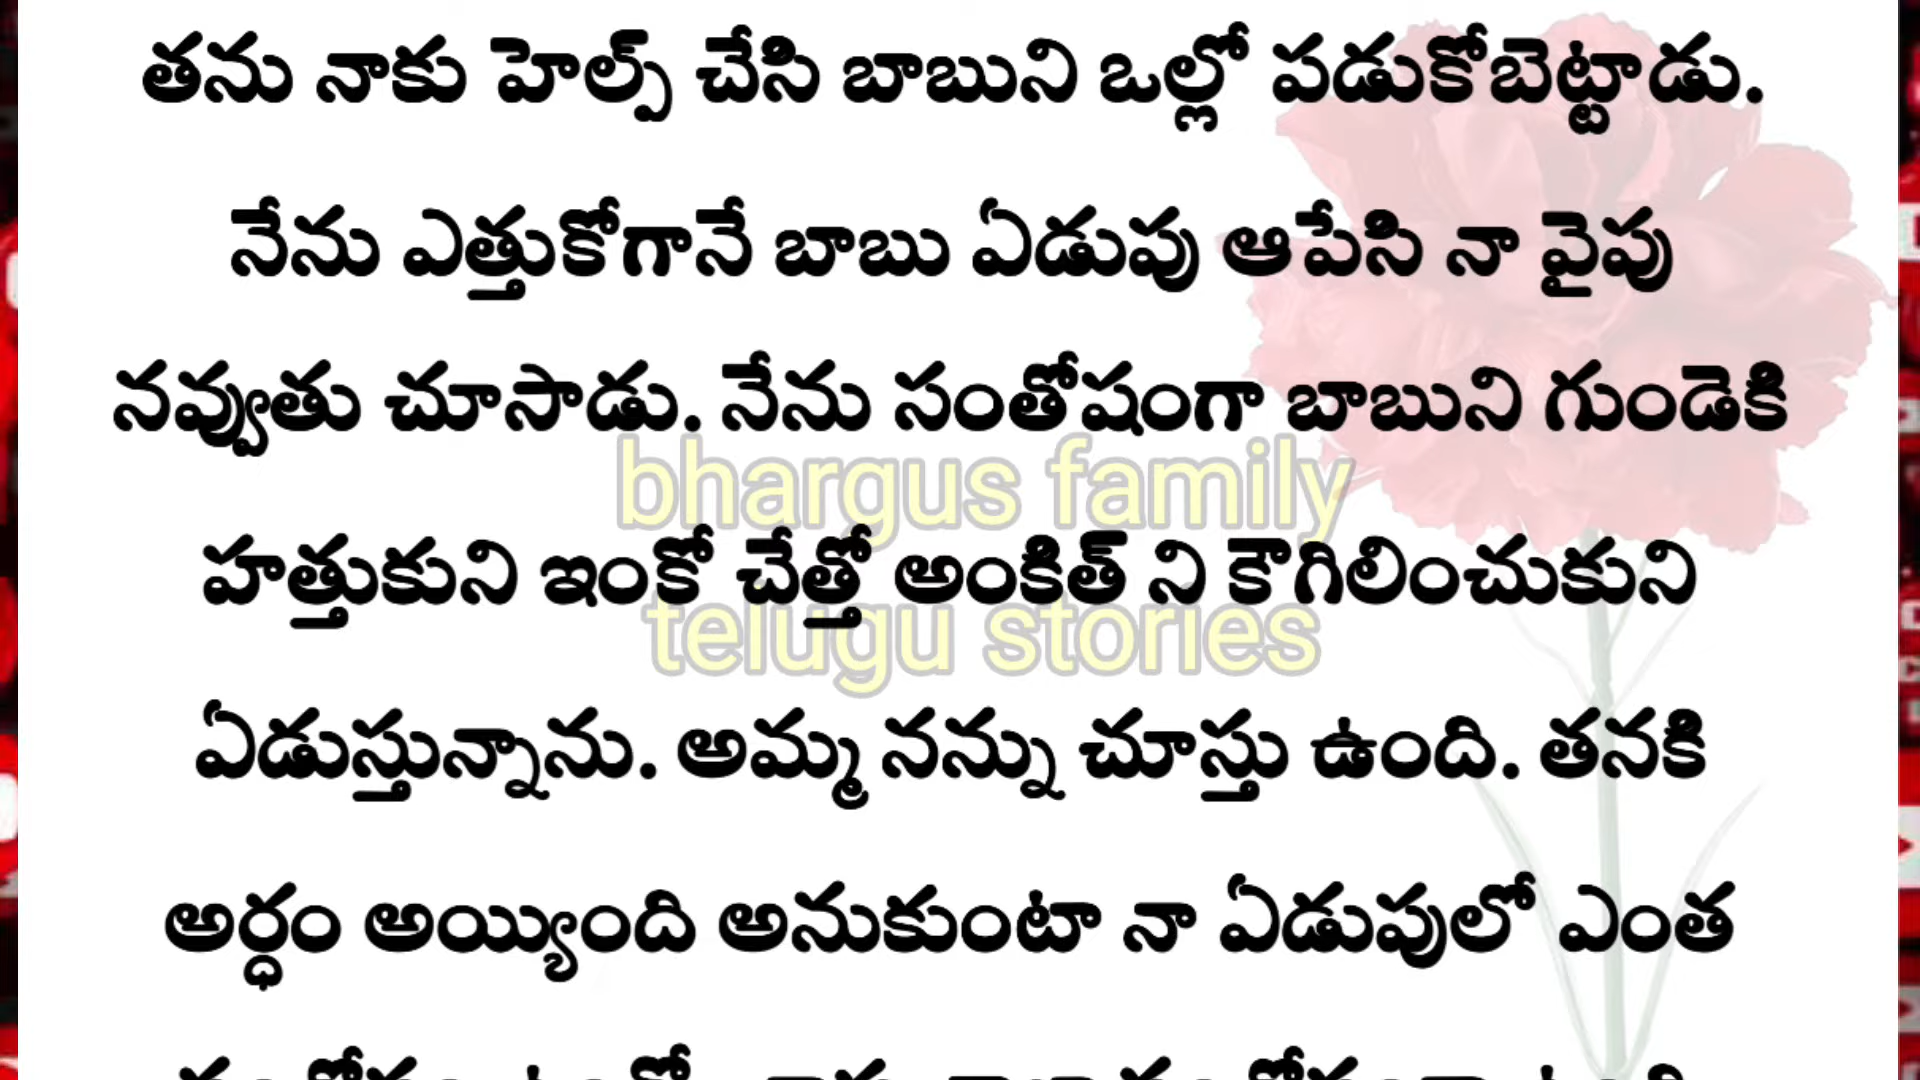 తను నాకు హెల్ప్ చేసి బాబుని ఒల్లో పడుకోబెట్టాడు.
నేను ఎత్తుకోగానే బాబు ఏడుపు ఆపేసి నా వైపు
నవ్వుతు చూసాడు. నేను సంతోషంగా బాబుని గుండెకి
bhargus family
హత్తుకుని ఇంకో చేత్తో అంకిత్ ని కౌగిలించుకుని
telugu stories
ఏడుస్తున్నాను. అమ్మ నన్ను చూస్తు ఉంది. తనకి
అర్ధం అయ్యింది అనుకుంటా నా ఏడుపులో ఎంత